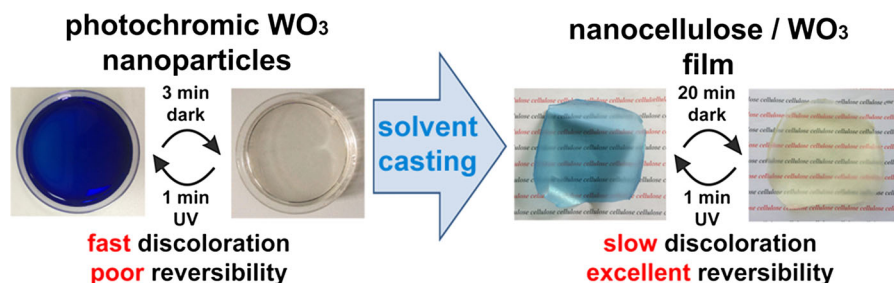 photochromic WO₃
nanoparticles
3 min
dark
1 min
UV
fast discoloration
poor reversibility
solvent
casting
nanocellulose / WO₃
film
20 min
dark
1 min
UV
slow discoloration
excellent reversibility